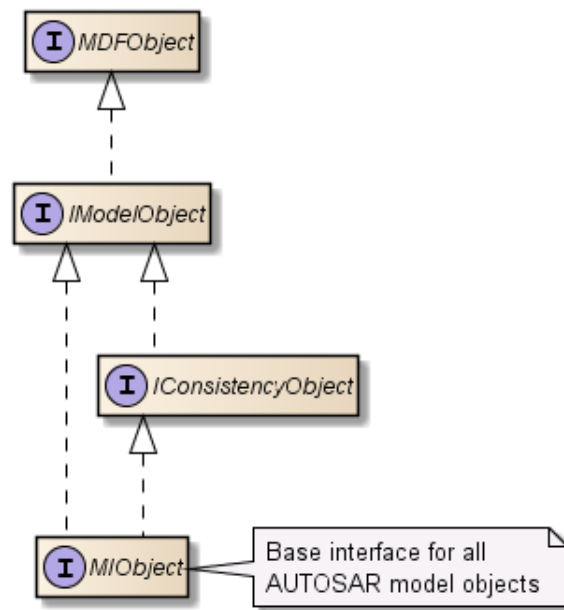 I MDFObject
I IModelObject
I IConsistencyObject
I MIObject
Base interface for all
AUTOSAR model objects